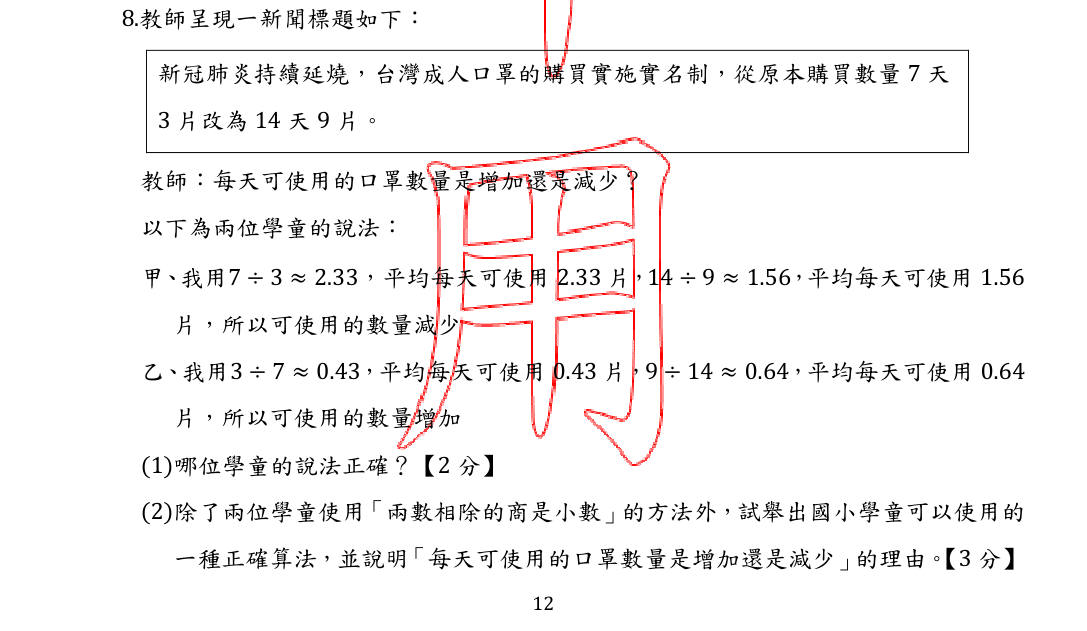 8.教師呈現一新聞標題如下：
新冠肺炎持續延燒，台灣成人口罩的購買實施實名制，從原本購買數量 7 天
3 片改為 14 天 9 片。
教師：每天可使用的口罩數量是增加還是減少？
以下為兩位學童的說法：
甲、我用7 ÷ 3 ≈ 2.33，平均每天可使用 2.33 片，14 ÷ 9 ≈ 1.56，平均每天可使用 1.56
片，所以可使用的數量減少
乙、我用3 ÷ 7 ≈ 0.43，平均每天可使用 0.43 片，9 ÷ 14 ≈ 0.64，平均每天可使用 0.64
片，所以可使用的數量增加
(1)哪位學童的說法正確？【2 分】
(2)除了兩位學童使用「兩數相除的商是小數」的方法外，試舉出國小學童可以使用的
一種正確算法，並說明「每天可使用的口罩數量是增加還是減少」的理由。【3 分】
用
12